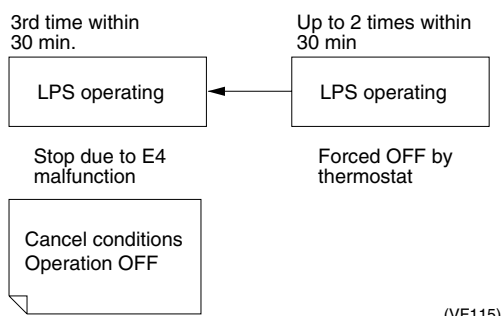 3rd time within
30 min.
LPS operating
Stop due to E4
malfunction
Cancel conditions
Operation OFF
Up to 2 times within
30 min
LPS operating
Forced OFF by
thermostat